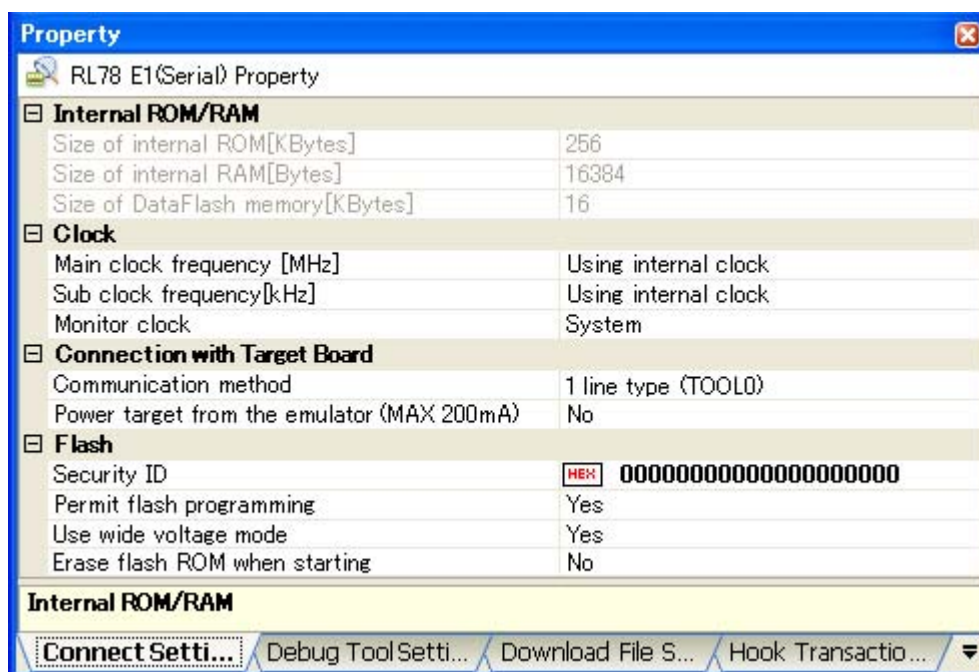 Property
RL78 E1(Serial) Property
Internal ROM/RAM
Size of internal ROM[KBytes] 256
Size of internal RAM[Bytes] 16384
Size of DataFlash memory[KBytes] 16
Clock
Main clock frequency [MHz] Using internal clock
Sub clock frequency[kHz] Using internal clock
Monitor clock System
Connection with Target Board
Communication method 1 line type (TOOL0)
Power target from the emulator (MAX 200mA) No
Flash
Security ID HEX 00000000000000000000
Permit flash programming Yes
Use wide voltage mode Yes
Erase flash ROM when starting No
Internal ROM/RAM
Connect Setti... Debug Tool Setti... Download File S... Hook Transactio...